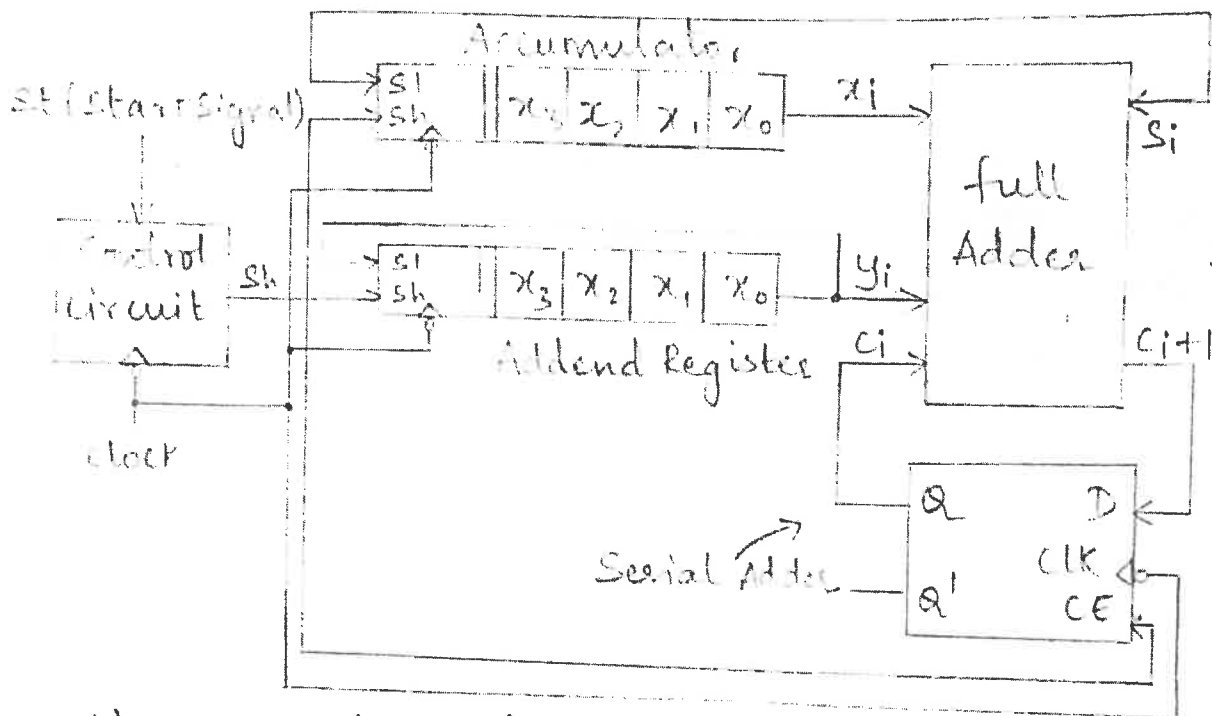 Accumulator
St (Start Signal)
SI
Sh
x3 x2 x1 x0
xi
Si
full
Adder
Control
circuit
Sh
SI
Sh
x3 x2 x1 x0
yi
Addend Register
ci
ci+1
clock
Q
D
CLK
Serial Adder
Q'
CE